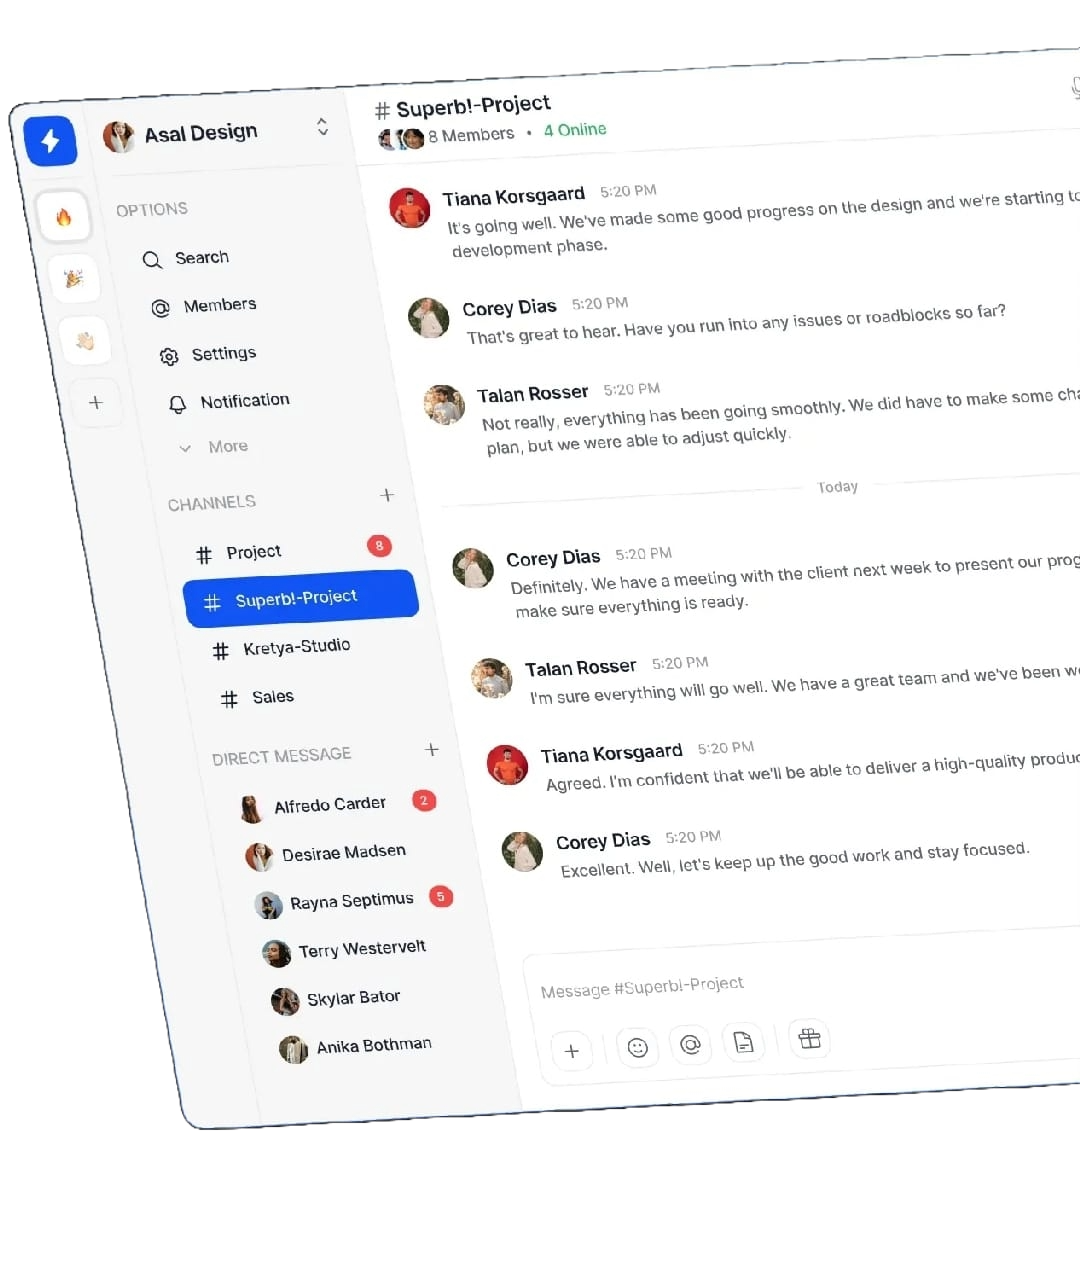 Asal Design
OPTIONS
Search
Members
Settings
Notification
More
CHANNELS
Project 8
Superb!-Project
Kretya-Studio
Sales
DIRECT MESSAGE
Alfredo Carder 2
Desirae Madsen
Rayna Septimus 5
Terry Westervelt
Skylar Bator
Anika Bothman
# Superb!-Project
8 Members • 4 Online
Tiana Korsgaard 5:20 PM
It's going well. We've made some good progress on the design and we're starting to
development phase.
Corey Dias 5:20 PM
That's great to hear. Have you run into any issues or roadblocks so far?
Talan Rosser 5:20 PM
Not really, everything has been going smoothly. We did have to make some
plan, but we were able to adjust quickly.
Today
Corey Dias 5:20 PM
Definitely. We have a meeting with the client next week to present our
make sure everything is ready.
Talan Rosser 5:20 PM
I'm sure everything will go well. We have a great team and we've been
Tiana Korsgaard 5:20 PM
Agreed. I'm confident that we'll be able to deliver a high-quality
Corey Dias 5:20 PM
Excellent. Well, let's keep up the good work and stay focused.
Message #Superb!-Project